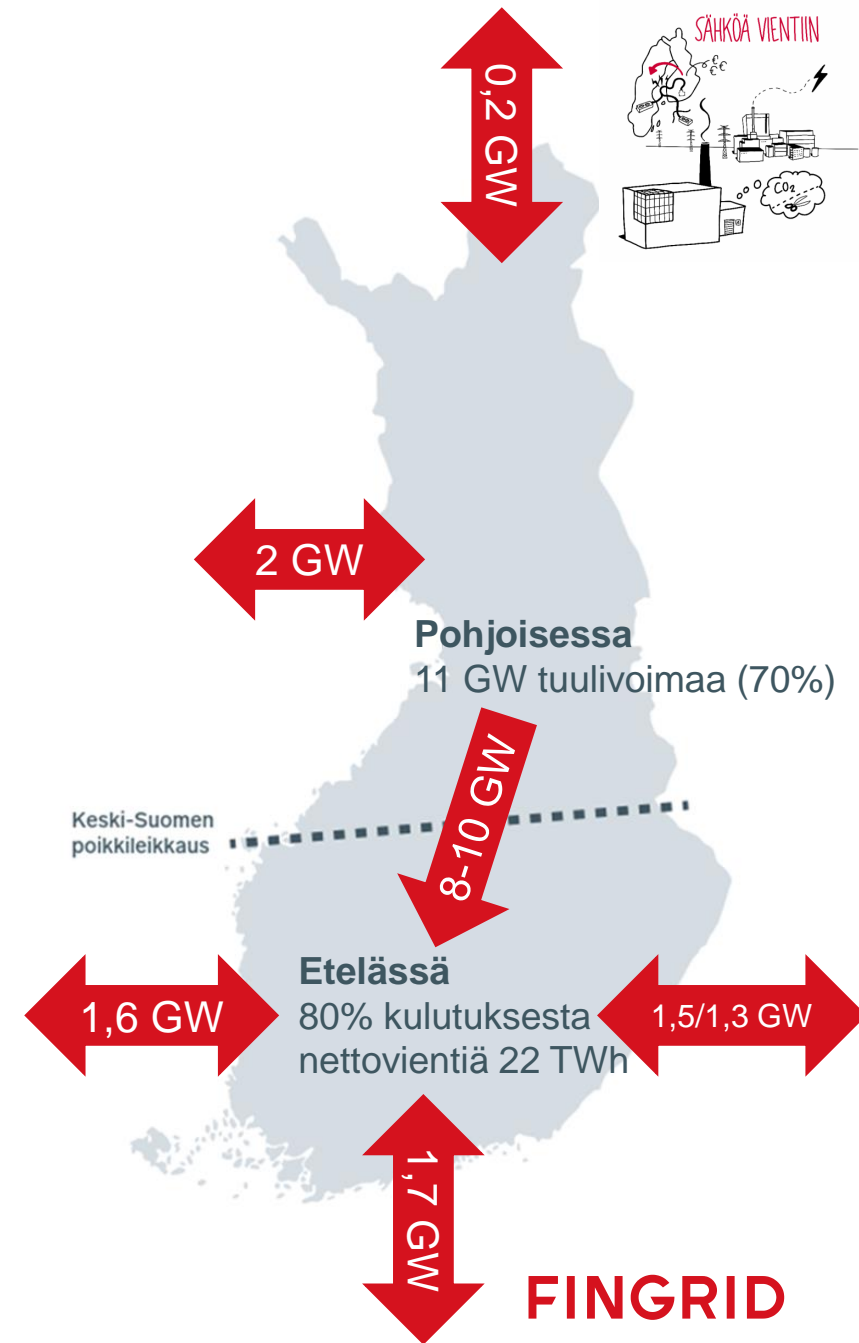 SÄHKÖÄ VIENTIIN
€€
€
CO₂
0,2 GW
2 GW
Pohjoisessa
11 GW tuulivoimaa (70%)
8-10 GW
Keski-Suomen
poikkileikkaus
Etelässä
80% kulutuksesta
nettovientiä 22 TWh
1,6 GW
1,5/1,3 GW
1,7 GW
FINGRID